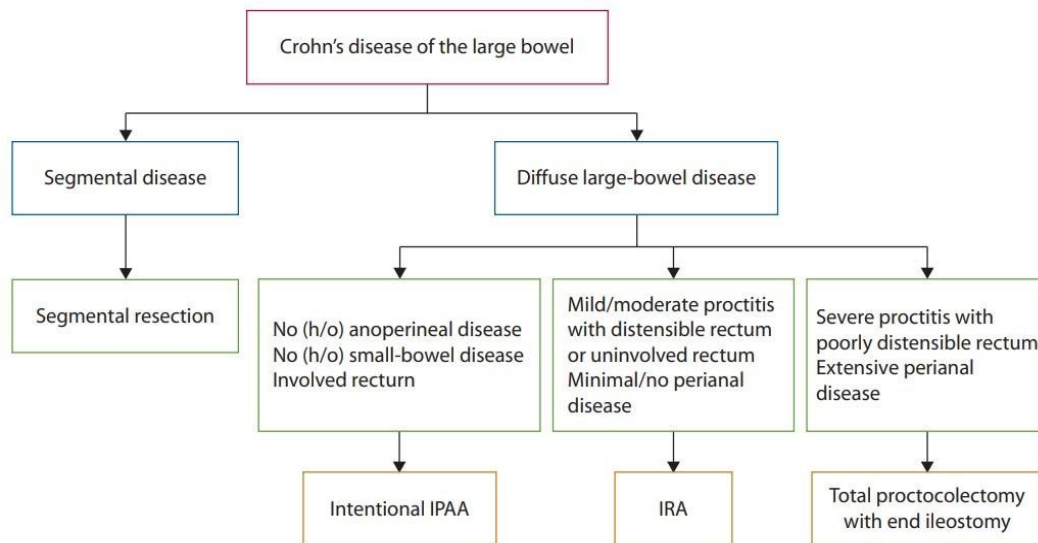 Crohn's disease of the large bowel
Segmental disease
Diffuse large-bowel disease
Segmental resection
No (h/o) anoperineal disease
No (h/o) small-bowel disease
Involved recturn
Mild/moderate proctitis
with distensible rectum
or uninvolved rectum
Minimal/no perianal
disease
Severe proctitis with
poorly distensible rectum
Extensive perianal
disease
Intentional IPAA
IRA
Total proctocolectomy
with end ileostomy